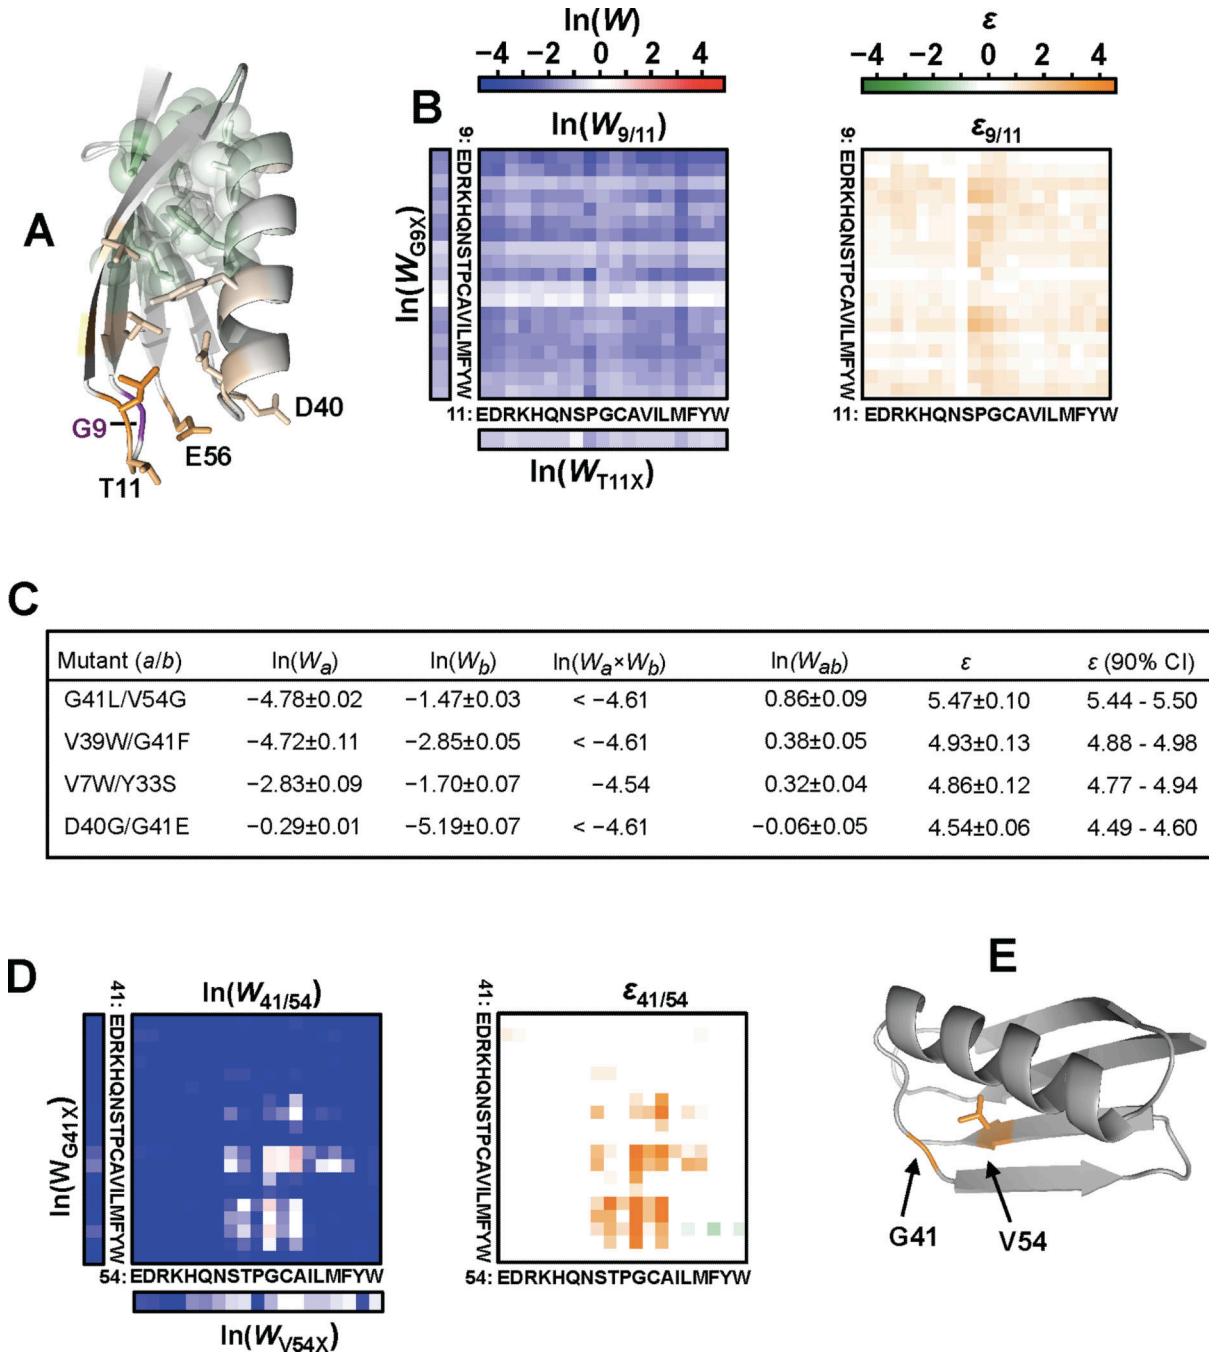 A
G9
T11
E56
D40
B
ln(W)
−4 −2 0 2 4
ln(W9/11)
ln(WG9X)
9: EDRKHQNSTPCAVILMFYW
11: EDRKHQNSPGCAVILMFYW
ln(WT11X)
ε
−4 −2 0 2 4
ε9/11
9: EDRKHQNSTPCAVILMFYW
11: EDRKHQNSPGCAVILMFYW
C
Mutant (a/b) ln(Wa) ln(Wb) ln(Wa×Wb) ln(Wab) ε ε (90% CI)
G41L/V54G −4.78±0.02 −1.47±0.03 < −4.61 0.86±0.09 5.47±0.10 5.44 - 5.50
V39W/G41F −4.72±0.11 −2.85±0.05 < −4.61 0.38±0.05 4.93±0.13 4.88 - 4.98
V7W/Y33S −2.83±0.09 −1.70±0.07 −4.54 0.32±0.04 4.86±0.12 4.77 - 4.94
D40G/G41E −0.29±0.01 −5.19±0.07 < −4.61 −0.06±0.05 4.54±0.06 4.49 - 4.60
D
ln(W41/54)
ln(WG41X)
41: EDRKHQNSTPCAVILMFYW
54: EDRKHQNSTPGCAILMFYW
ln(WV54X)
ε41/54
41: EDRKHQNSTPCAVILMFYW
54: EDRKHQNSTPGCAILMFYW
E
G41
V54